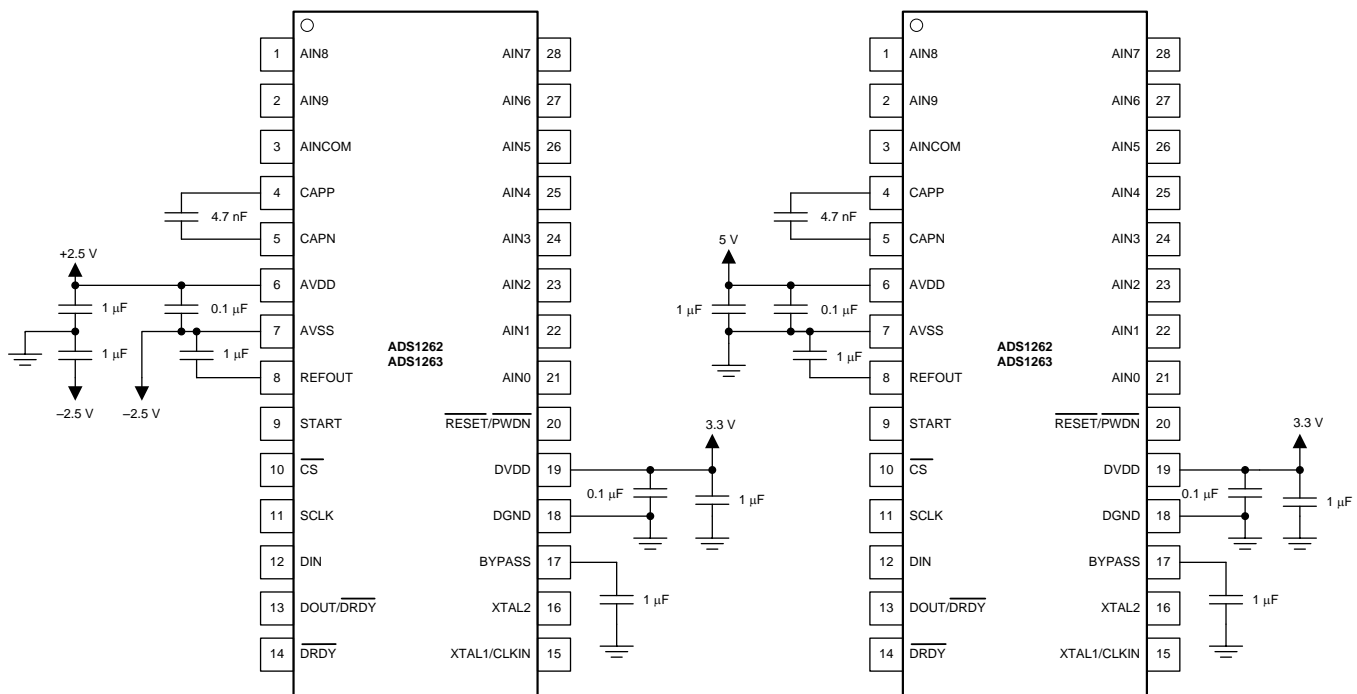 1 AIN8 AIN7 28
2 AIN9 AIN6 27
3 AINCOM AIN5 26
4 CAPP AIN4 25
4.7 nF
5 CAPN AIN3 24
+2.5 V
6 AVDD AIN2 23
1 μF 0.1 μF
7 AVSS AIN1 22
ADS1262
ADS1263
1 μF 1 μF
8 REFOUT AIN0 21
–2.5 V –2.5 V
9 START RESET/PWDN 20
3.3 V
10 CS DVDD 19
0.1 μF 1 μF
11 SCLK DGND 18
12 DIN BYPASS 17
1 μF
13 DOUT/DRDY XTAL2 16
14 DRDY XTAL1/CLKIN 15
1 AIN8 AIN7 28
2 AIN9 AIN6 27
3 AINCOM AIN5 26
4 CAPP AIN4 25
4.7 nF
5 CAPN AIN3 24
5 V
6 AVDD AIN2 23
1 μF 0.1 μF
7 AVSS AIN1 22
ADS1262
ADS1263
1 μF
8 REFOUT AIN0 21
9 START RESET/PWDN 20
3.3 V
10 CS DVDD 19
0.1 μF 1 μF
11 SCLK DGND 18
12 DIN BYPASS 17
1 μF
13 DOUT/DRDY XTAL2 16
14 DRDY XTAL1/CLKIN 15